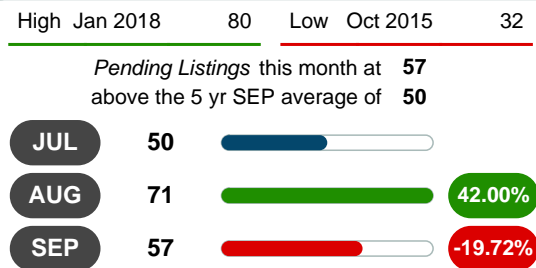 High Jan 2018 80 Low Oct 2015 32
Pending Listings this month at 57
above the 5 yr SEP average of 50
JUL 50
AUG 71 42.00%
SEP 57 -19.72%